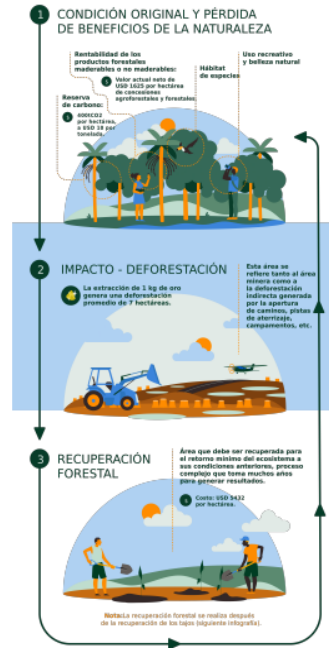 1 CONDICIÓN ORIGINAL Y PÉRDIDA
DE BENEFICIOS DE LA NATURALEZA
Rentabilidad de los
productos forestales
maderables o no maderables:
Valor actual neto de
USD 1625 por hectárea
de concesiones
agroforestales y forestales.
Hábitat
de especies
Uso recreativo
y belleza natural
Reserva
de carbono:
400tCO2
por hectárea,
a USD 18 por
tonelada.
2 IMPACTO - DEFORESTACIÓN
La extracción de 1 kg de oro
genera una deforestación
promedio de 7 hectáreas.
Esta área se
refiere tanto al área
minera como a
la deforestación
indirecta generada
por la apertura
de caminos, pistas
de aterrizaje,
campamentos, etc.
3 RECUPERACIÓN
FORESTAL
Área que debe ser recuperada para
el retorno mínimo del ecosistema a
sus condiciones anteriores, proceso
complejo que toma muchos años
para generar resultados.
Costo: USD 5432
por hectárea.
Nota: La recuperación forestal se realiza después
de la recuperación de los tajos (siguiente infografía).